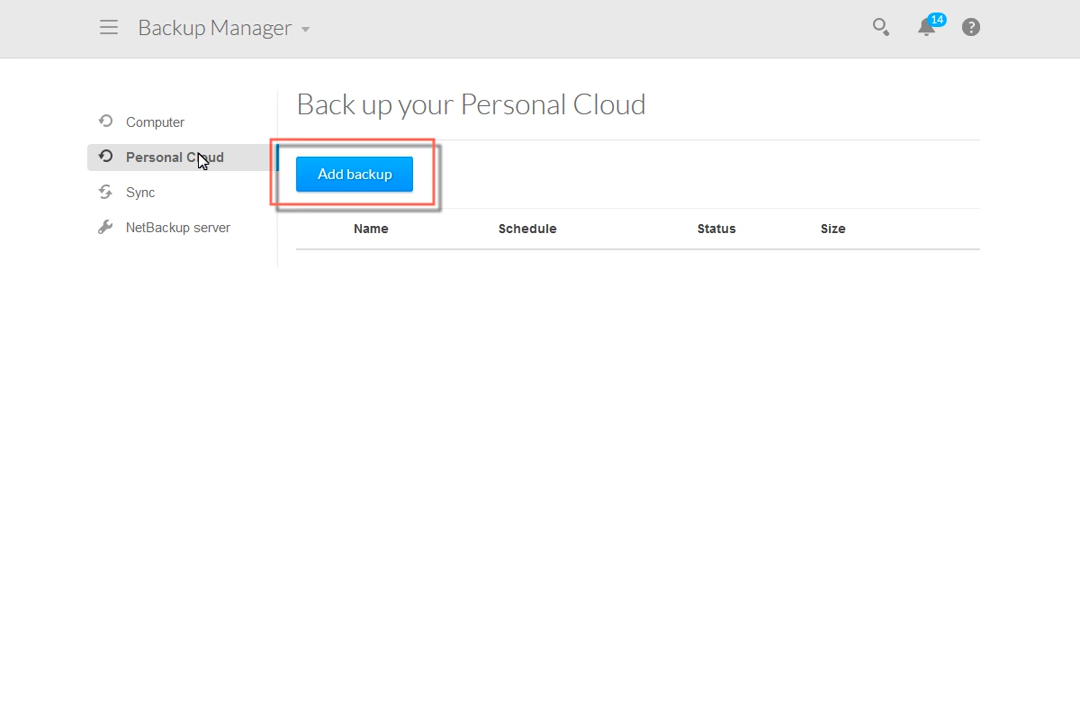 Backup Manager
14
?
Computer
Personal Cloud
Sync
NetBackup server
Back up your Personal Cloud
Add backup
Name Schedule Status Size